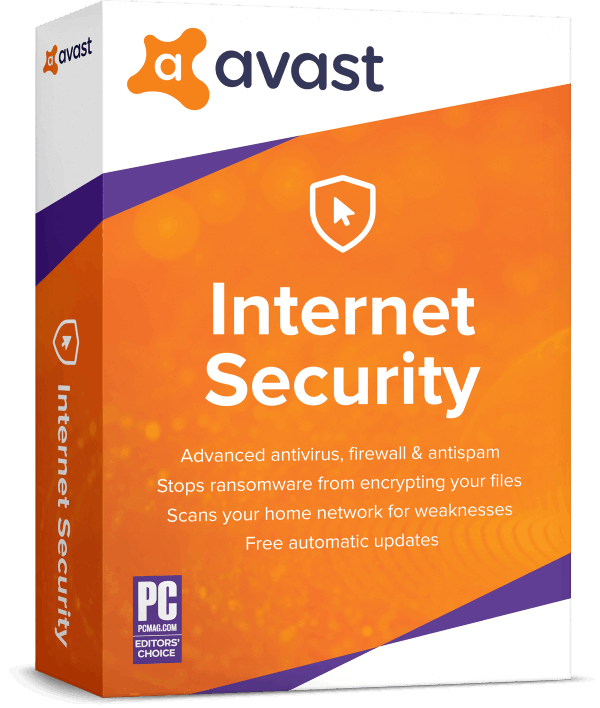 avast
avast
Internet
Security
Advanced antivirus, firewall & antispam
Stops ransomware from encrypting your files
Scans your home network for weaknesses
Free automatic updates
Internet Security
PC
PCMAG.COM
EDITORS'
CHOICE